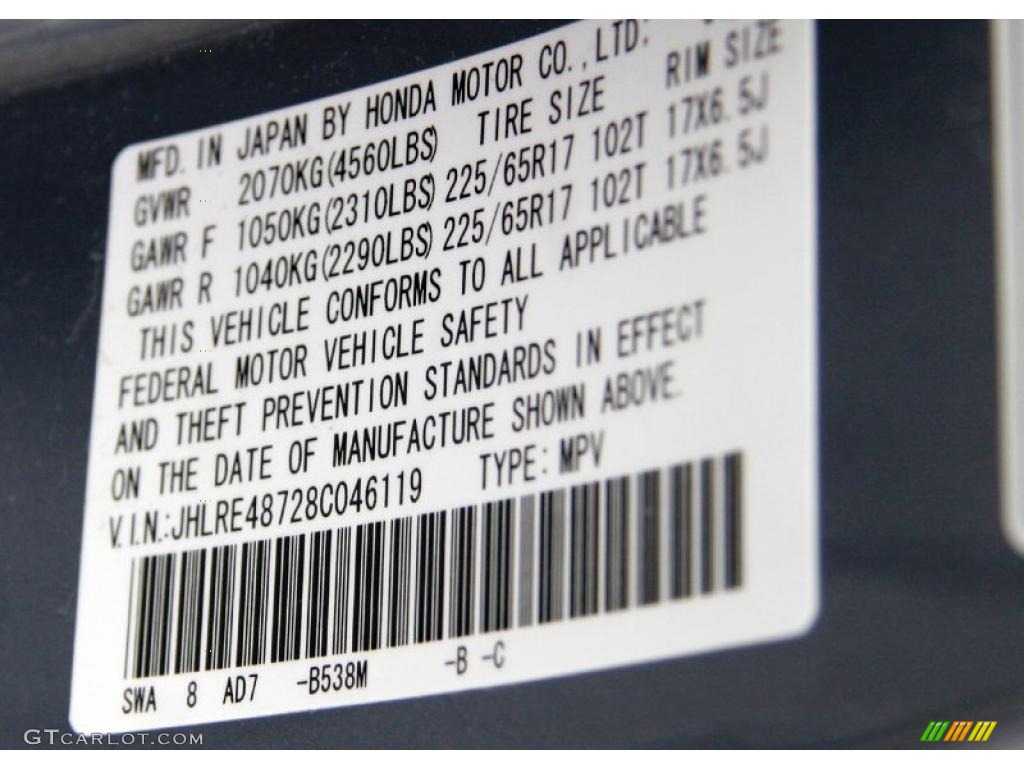 MFD. IN JAPAN BY HONDA MOTOR CO.,LTD.
GVWR 2070KG(4560LBS) TIRE SIZE RIM SIZE
GAWR F 1050KG(2310LBS) 225/65R17 102T 17X6.5J
GAWR R 1040KG(2290LBS) 225/65R17 102T 17X6.5J
THIS VEHICLE CONFORMS TO ALL APPLICABLE
FEDERAL MOTOR VEHICLE SAFETY
AND THEFT PREVENTION STANDARDS IN EFFECT
ON THE DATE OF MANUFACTURE SHOWN ABOVE.
V.I.N.:JHLRE48728C046119 TYPE: MPV
SWA 8 AD7 -B538M -B -C
GTCARLOT.COM